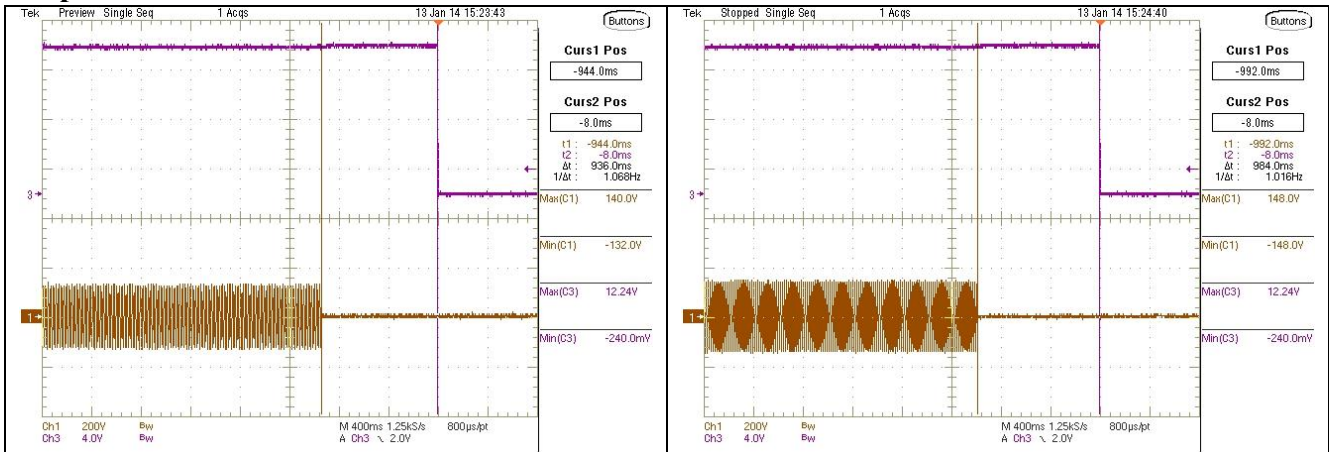 Tek Preview Single Seq 1 Acqs 13 Jan 14 15:23:43
Buttons
Curs1 Pos
-944.0ms
Curs2 Pos
-8.0ms
t1 : -944.0ms
t2 : -8.0ms
Δt : 936.0ms
1/Δt : 1.068Hz
Max(C1) 140.0V
Min(C1) -132.0V
Max(C3) 12.24V
Min(C3) -240.0mV
3
1
Ch1 200V Bw M 400ms 1.25kS/s 800µs/pt
Ch3 4.0V Bw A Ch3 2.0V
Tek Stopped Single Seq 1 Acqs 13 Jan 14 15:24:40
Buttons
Curs1 Pos
-992.0ms
Curs2 Pos
-8.0ms
t1 : -992.0ms
t2 : -8.0ms
Δt : 984.0ms
1/Δt : 1.016Hz
Max(C1) 148.0V
Min(C1) -148.0V
Max(C3) 12.24V
Min(C3) -240.0mV
3
1
Ch1 200V Bw M 400ms 1.25kS/s 800µs/pt
Ch3 4.0V Bw A Ch3 2.0V